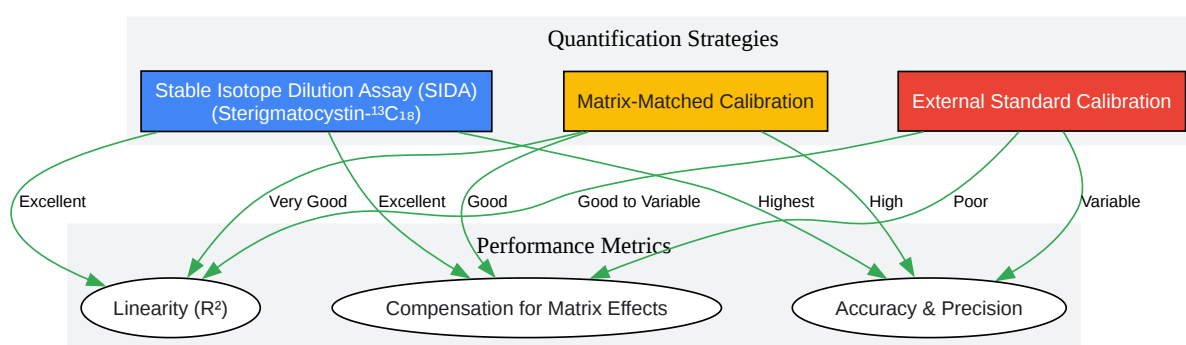 Quantification Strategies
Stable Isotope Dilution Assay (SIDA)
(Sterigmatocystin-¹³C₁₈)
Matrix-Matched Calibration
External Standard Calibration
Excellent
Very Good
Excellent
Good
Good to Variable
Highest
High
Poor
Variable
Performance Metrics
Linearity (R²)
Compensation for Matrix Effects
Accuracy & Precision